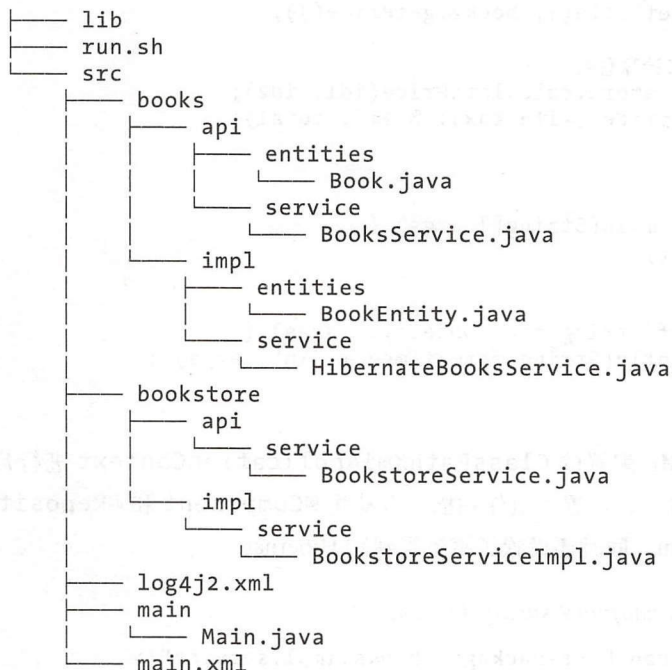 ├── lib
├── run.sh
└── src
    ├── books
    │   ├── api
    │   │   ├── entities
    │   │   │   └── Book.java
    │   │   └── service
    │   │       └── BooksService.java
    │   └── impl
    │       ├── entities
    │       │   └── BookEntity.java
    │       └── service
    │           └── HibernateBooksService.java
    ├── bookstore
    │   ├── api
    │   │   └── service
    │   │       └── BookstoreService.java
    │   └── impl
    │       └── service
    │           └── BookstoreServiceImpl.java
    ├── log4j2.xml
    ├── main
    │   └── Main.java
    └── main.xml